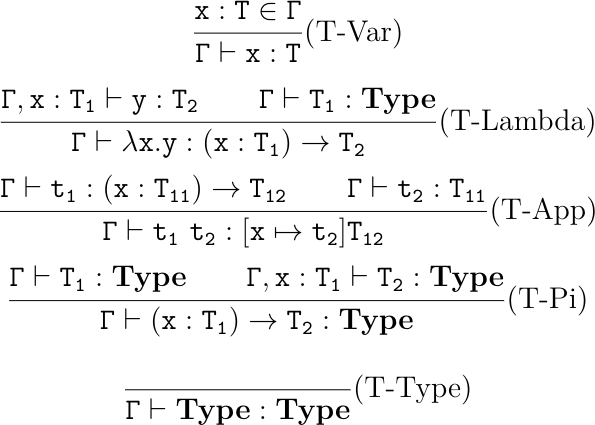 x : T ∈ Γ
Γ ⊢ x : T (T-Var)
Γ, x : T₁ ⊢ y : T₂ Γ ⊢ T₁ : Type
Γ ⊢ λx.y : (x : T₁) → T₂ (T-Lambda)
Γ ⊢ t₁ : (x : T₁₁) → T₁₂ Γ ⊢ t₂ : T₁₁
Γ ⊢ t₁ t₂ : [x ↦ t₂]T₁₂ (T-App)
Γ ⊢ T₁ : Type Γ, x : T₁ ⊢ T₂ : Type
Γ ⊢ (x : T₁) → T₂ : Type (T-Pi)
Γ ⊢ Type : Type (T-Type)